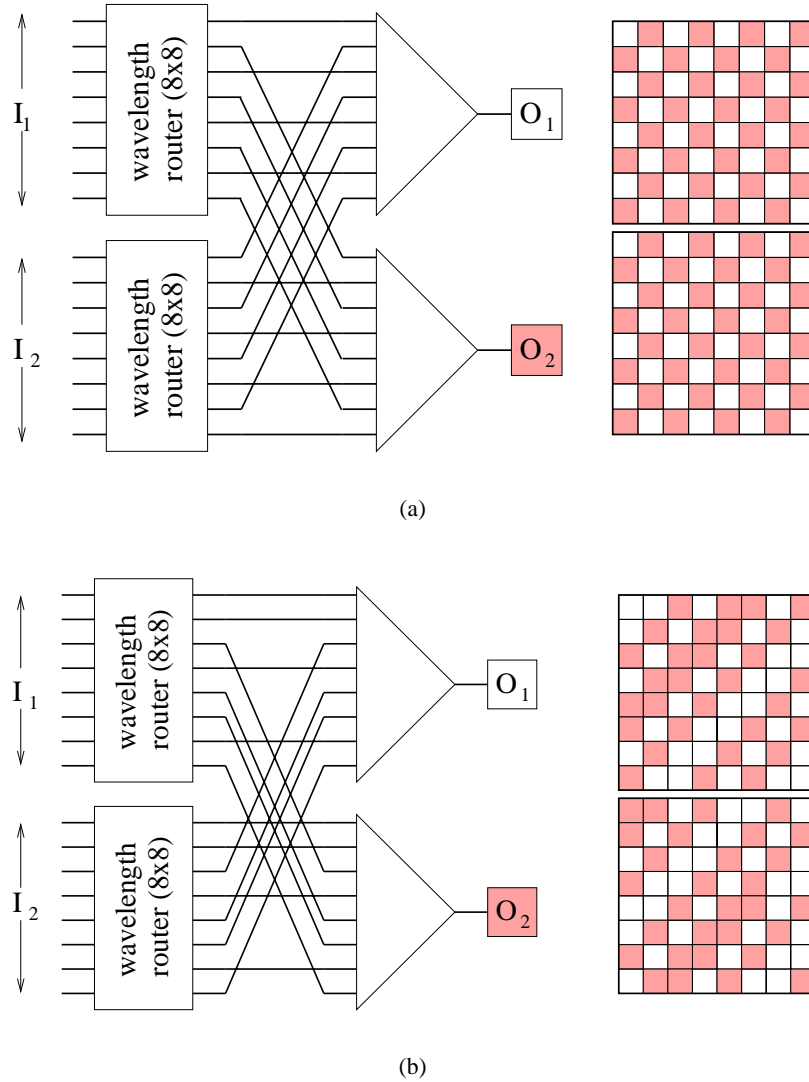 I1
wavelength
router (8x8)
O1
I2
wavelength
router (8x8)
O2
(a)
I1
wavelength
router (8x8)
O1
I2
wavelength
router (8x8)
O2
(b)